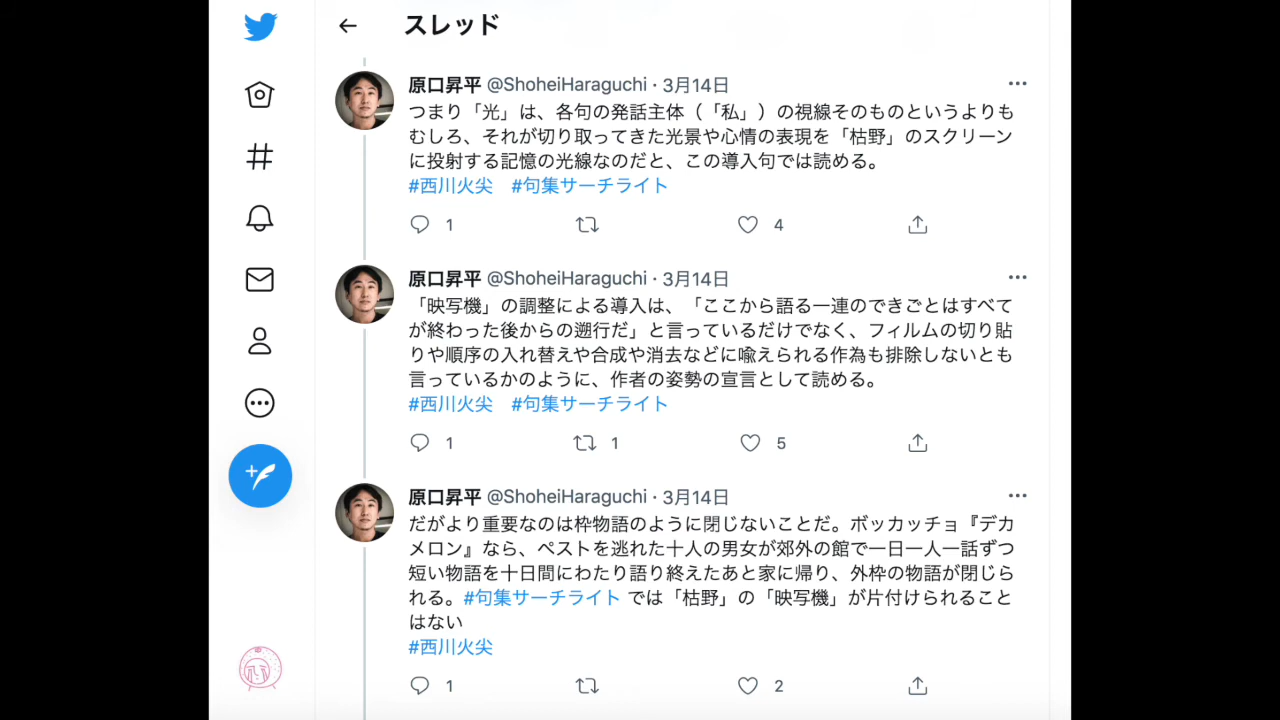 スレッド
原口昇平 @ShoheiHaraguchi · 3月14日
つまり「光」は、各句の発話主体（「私」）の視線そのものというよりも
むしろ、それが切り取ってきた光景や心情の表現を「枯野」のスクリーン
に投射する記憶の光線なのだと、この導入句では読める。
#西川火尖 #句集サーチライト
1 4
原口昇平 @ShoheiHaraguchi · 3月14日
「映写機」の調整による導入は、「ここから語る一連のできごとはすべて
が終わった後からの遡行だ」と言っているだけでなく、フィルムの切り貼
りや順序の入れ替えや合成や消去などに喩えられる作為も排除しないとも
言っているかのように、作者の姿勢の宣言として読める。
#西川火尖 #句集サーチライト
1 1 5
原口昇平 @ShoheiHaraguchi · 3月14日
だがより重要なのは枠物語のように閉じないことだ。ボッカッチョ『デカ
メロン』なら、ペストを逃れた十人の男女が郊外の館で一日一人一話ずつ
短い物語を十日間にわたり語り終えたあと家に帰り、外枠の物語が閉じら
れる。#句集サーチライト では「枯野」の「映写機」が片付けられること
はない
#西川火尖
1 2